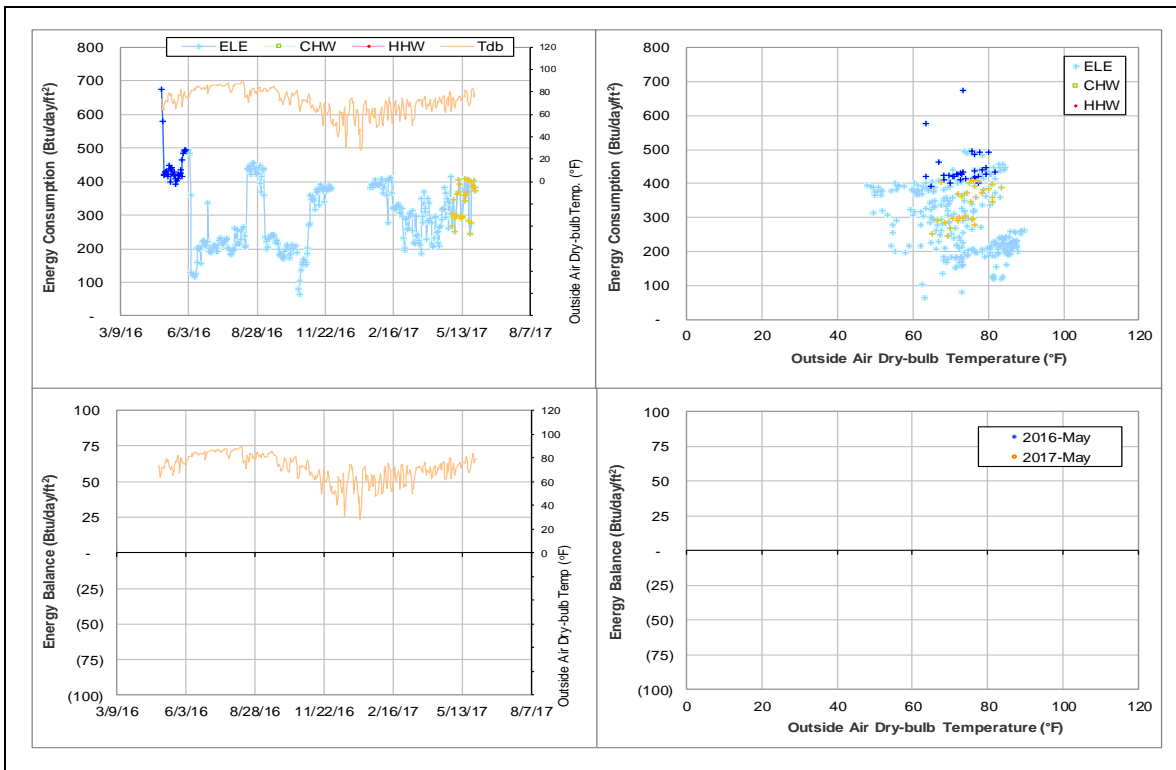 ELE CHW HHW Tdb
Energy Consumption (Btu/day/ft²)
800
700
600
500
400
300
200
100
-
120
100
80
60
40
20
0
Outside Air Dry-bulb Temp. (°F)
3/9/16 6/3/16 8/28/16 11/22/16 2/16/17 5/13/17 8/7/17
ELE
CHW
HHW
Energy Consumption (Btu/day/ft²)
800
700
600
500
400
300
200
100
-
0 20 40 60 80 100 120
Outside Air Dry-bulb Temperature (°F)
Energy Balance (Btu/day/ft²)
100
75
50
25
-
(25)
(50)
(75)
(100)
120
100
80
60
40
20
0
Outside Air Dry-bulb Temp (°F)
3/9/16 6/3/16 8/28/16 11/22/16 2/16/17 5/13/17 8/7/17
2016-May
2017-May
Energy Balance (Btu/day/ft²)
100
75
50
25
-
(25)
(50)
(75)
(100)
0 20 40 60 80 100 120
Outside Air Dry-bulb Temperature (°F)